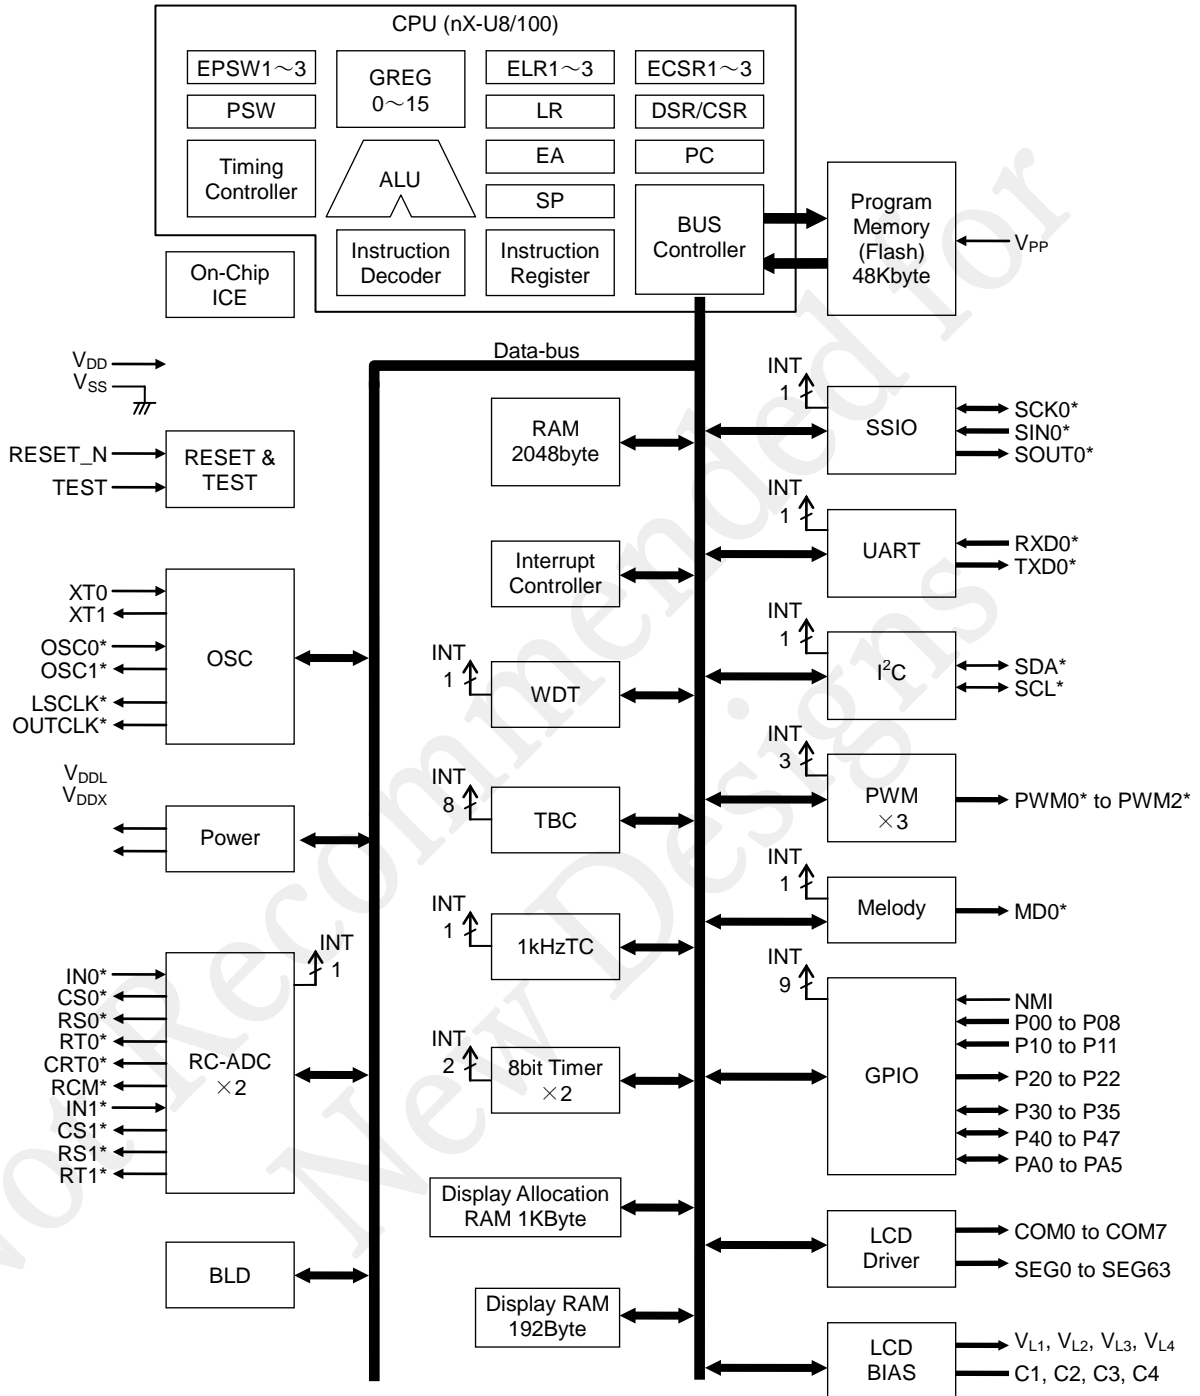 CPU (nX-U8/100)
EPSW1～3
GREG
0～15
ELR1～3
ECSR1～3
PSW
LR
DSR/CSR
Timing
Controller
ALU
EA
PC
SP
BUS
Controller
Instruction
Decoder
Instruction
Register
On-Chip
ICE
Program
Memory
(Flash)
48Kbyte
VPP
Data-bus
VDD
VSS
RESET_N
TEST
RESET &
TEST
XT0
XT1
OSC0*
OSC1*
LSCLK*
OUTCLK*
OSC
VDDL
VDDX
Power
IN0*
CS0*
RS0*
RT0*
CRT0*
RCM*
IN1*
CS1*
RS1*
RT1*
RC-ADC
×2
INT
1
BLD
RAM
2048byte
Interrupt
Controller
INT
1
WDT
INT
8
TBC
INT
1
1kHzTC
INT
2
8bit Timer
×2
Display Allocation
RAM 1KByte
Display RAM
192Byte
INT
1
SSIO
SCK0*
SIN0*
SOUT0*
INT
1
UART
RXD0*
TXD0*
INT
1
I2C
SDA*
SCL*
INT
3
PWM
×3
PWM0* to PWM2*
INT
1
Melody
MD0*
INT
9
GPIO
NMI
P00 to P08
P10 to P11
P20 to P22
P30 to P35
P40 to P47
PA0 to PA5
LCD
Driver
COM0 to COM7
SEG0 to SEG63
LCD
BIAS
VL1, VL2, VL3, VL4
C1, C2, C3, C4
Not Recommended for
New Designs